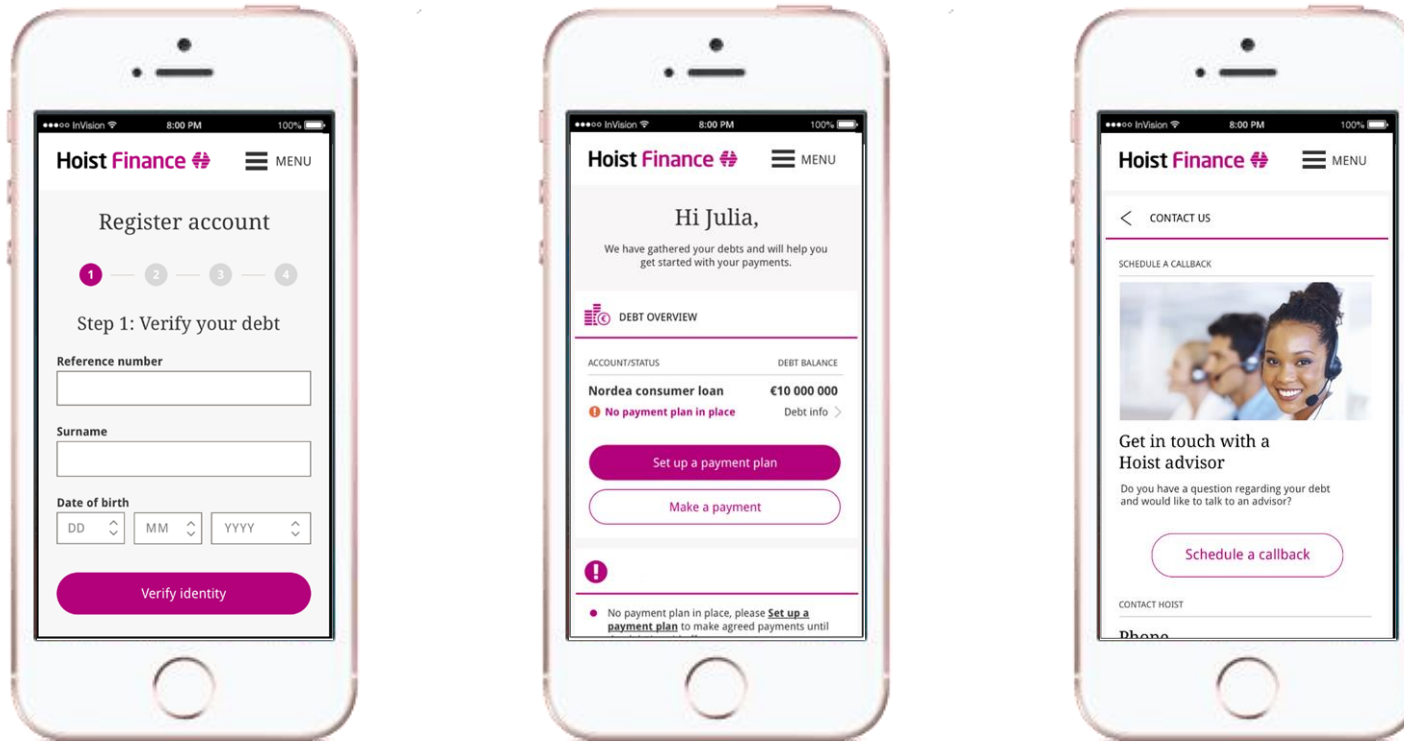 ●●●○○ InVision 8:00 PM 100%
Hoist Finance MENU
Register account
1 2 3 4
Step 1: Verify your debt
Reference number
Surname
Date of birth
DD MM YYYY
Verify identity
●●●○○ InVision 8:00 PM 100%
Hoist Finance MENU
Hi Julia,
We have gathered your debts and will help you
get started with your payments.
DEBT OVERVIEW
ACCOUNT/STATUS DEBT BALANCE
Nordea consumer loan €10 000 000
No payment plan in place Debt info
Set up a payment plan
Make a payment
No payment plan in place, please Set up a
payment plan to make agreed payments until
●●●○○ InVision 8:00 PM 100%
Hoist Finance MENU
CONTACT US
SCHEDULE A CALLBACK
Get in touch with a
Hoist advisor
Do you have a question regarding your debt
and would like to talk to an advisor?
Schedule a callback
CONTACT HOIST
Phone